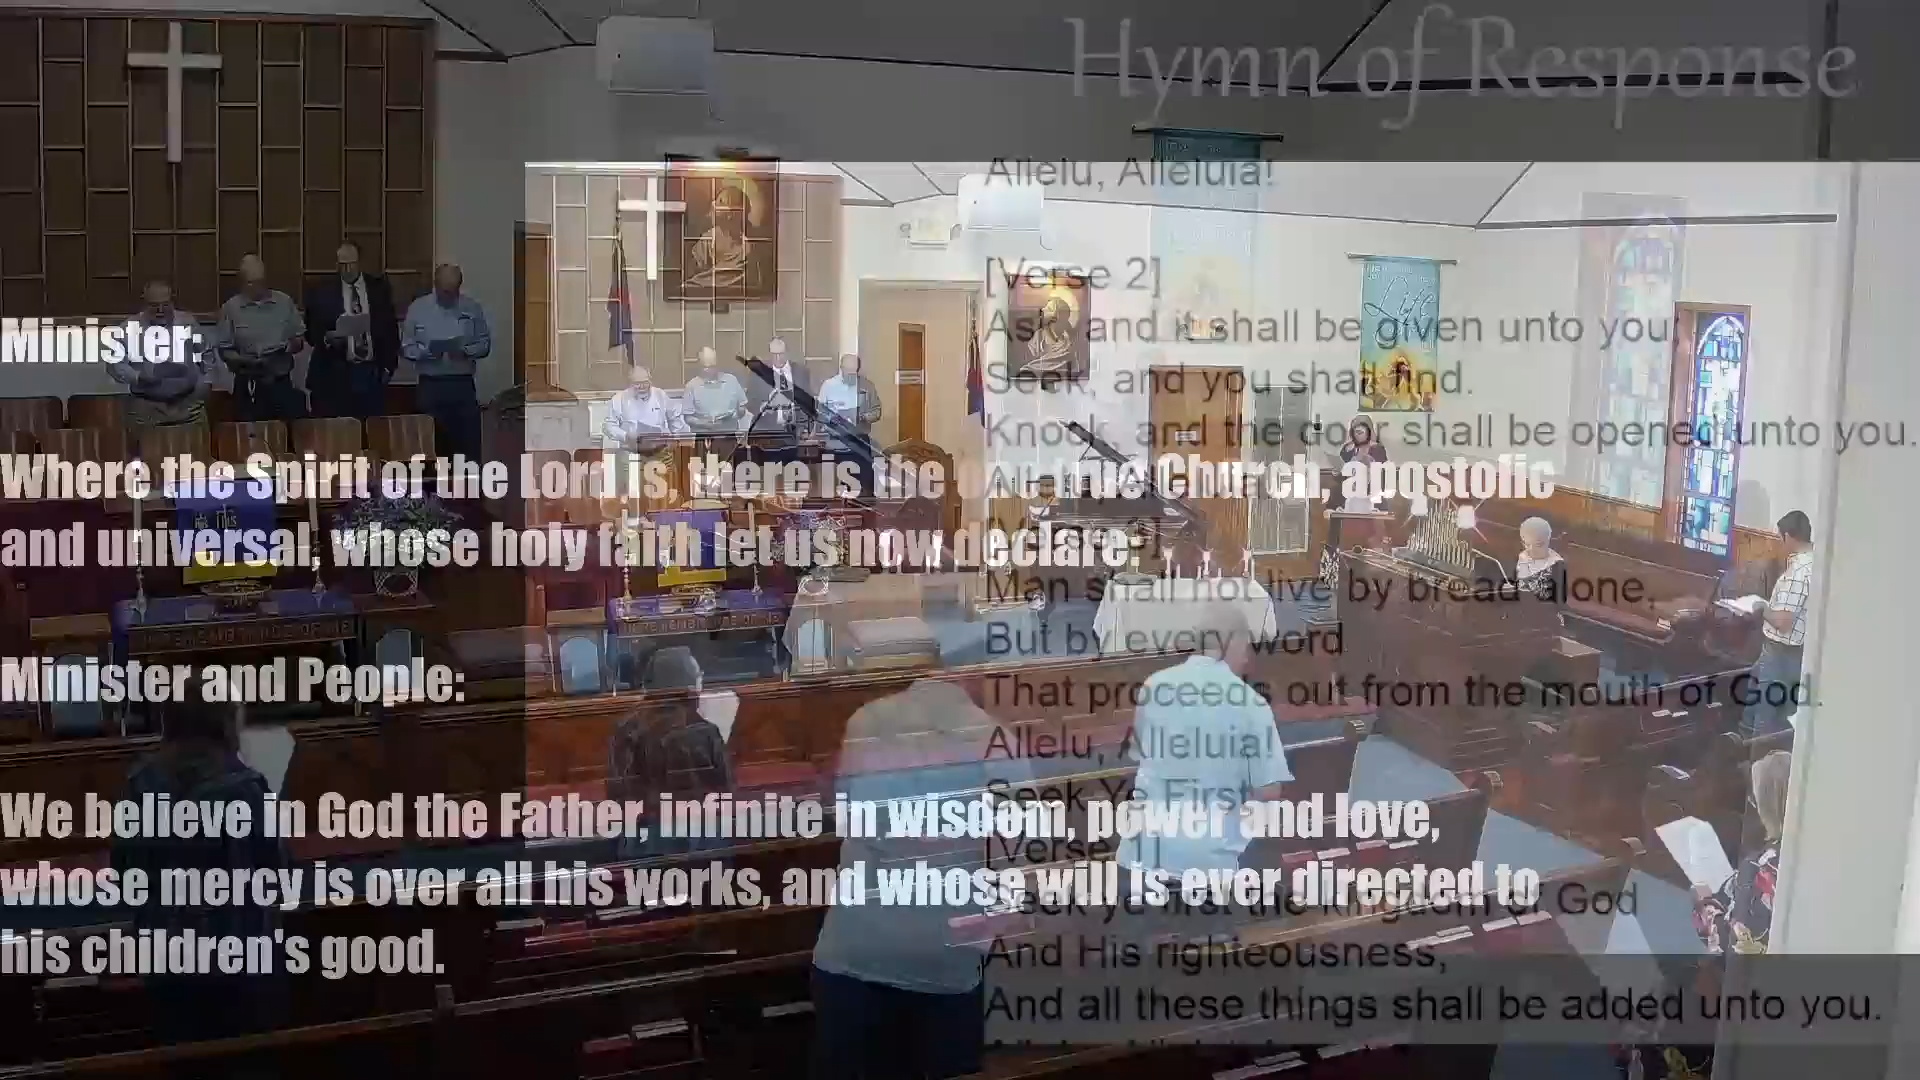 Hymn of Response
Allelu, Alleluia!
[Verse 2]
Ask, and it shall be given unto you;
Seek, and you shall find.
Knock, and the door shall be opened unto you.
[Verse 3]
Man shall not live by bread alone,
But by every word
That proceeds out from the mouth of God.
Allelu, Alleluia!
Seek Ye First
[Verse 1]
Seek ye first the kingdom of God
And His righteousness,
And all these things shall be added unto you.
Minister:
Where the Spirit of the Lord is, there is the one true Church, apostolic
and universal, whose holy faith let us now declare:
Minister and People:
We believe in God the Father, infinite in wisdom, power and love,
whose mercy is over all his works, and whose will is ever directed to
his children's good.
Life